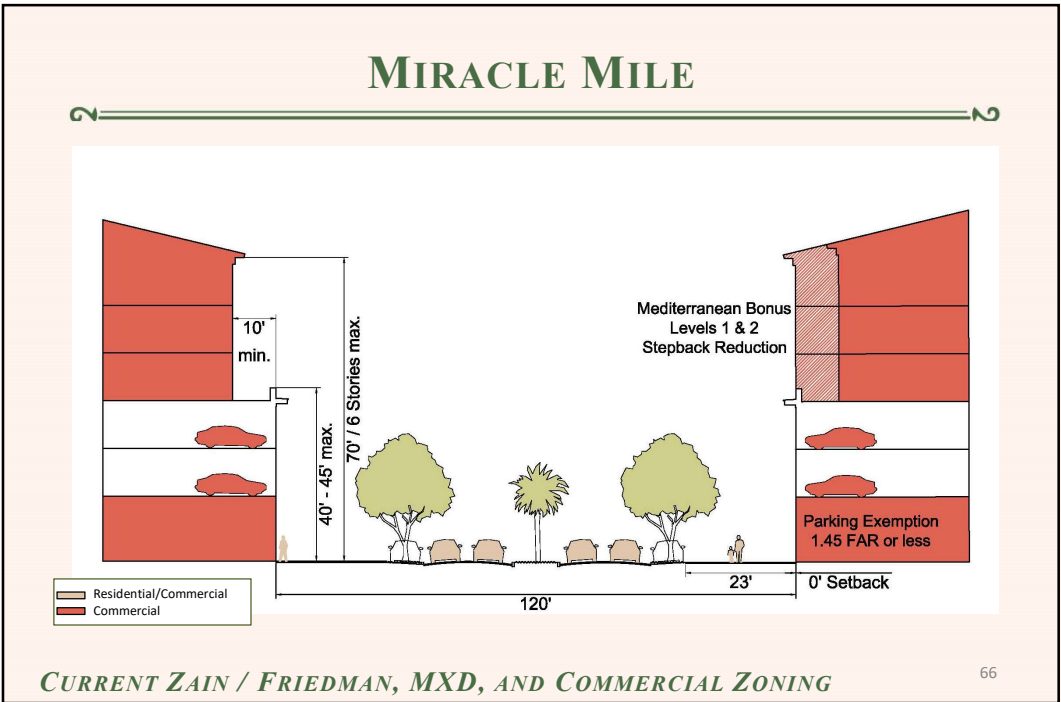 MIRACLE MILE
10'
min.
40' - 45' max.
70' / 6 Stories max.
Mediterranean Bonus
Levels 1 & 2
Stepback Reduction
Parking Exemption
1.45 FAR or less
23'
0' Setback
120'
Residential/Commercial
Commercial
CURRENT ZAIN / FRIEDMAN, MXD, AND COMMERCIAL ZONING
66